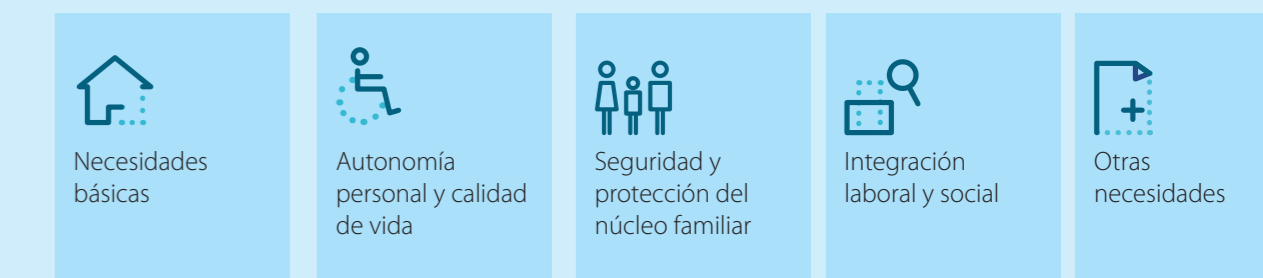 Necesidades
básicas
Autonomía
personal y calidad
de vida
Seguridad y
protección del
núcleo familiar
Integración
laboral y social
Otras
necesidades